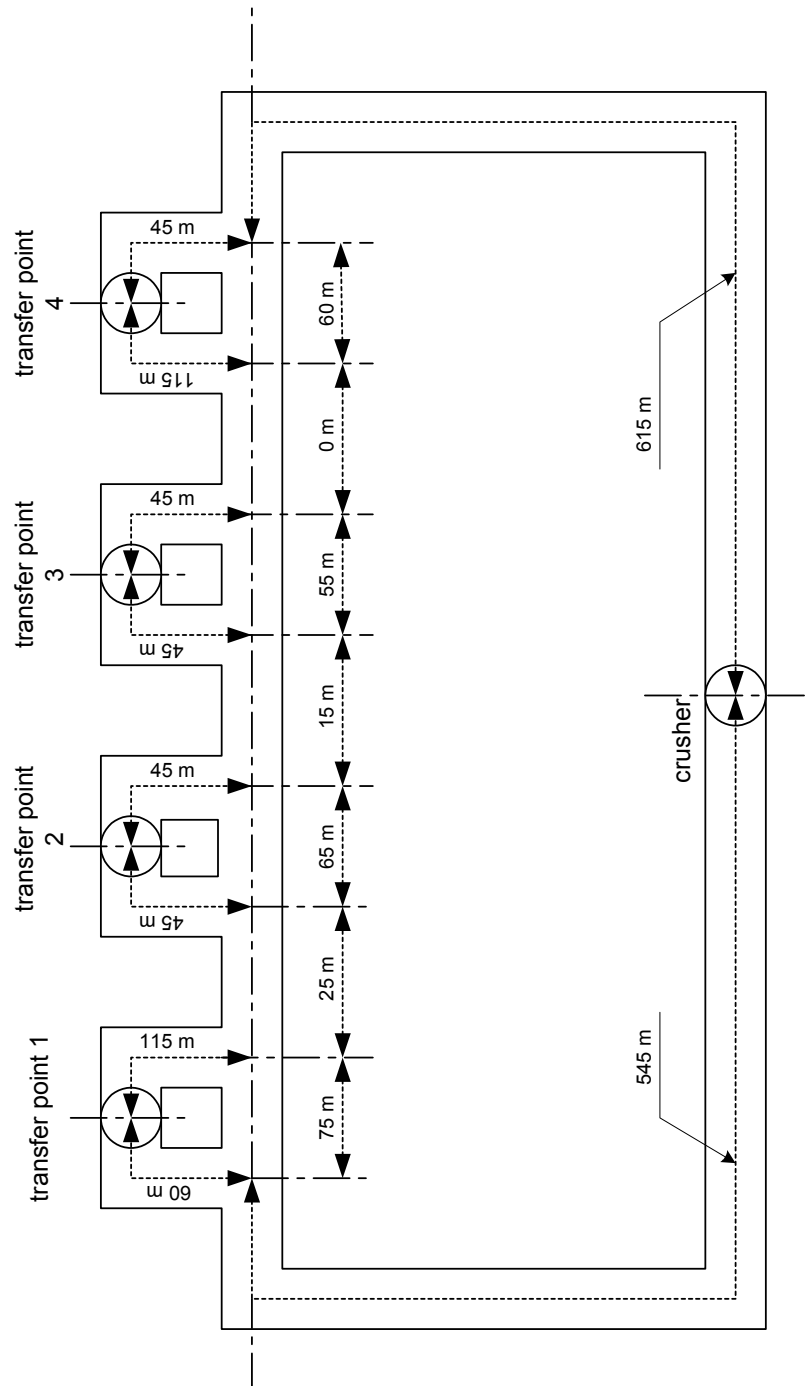 transfer point
4
45 m
115 m
60 m
0 m
transfer point
3
45 m
45 m
55 m
15 m
transfer point
2
45 m
45 m
65 m
25 m
transfer point 1
115 m
60 m
75 m
615 m
crusher
545 m